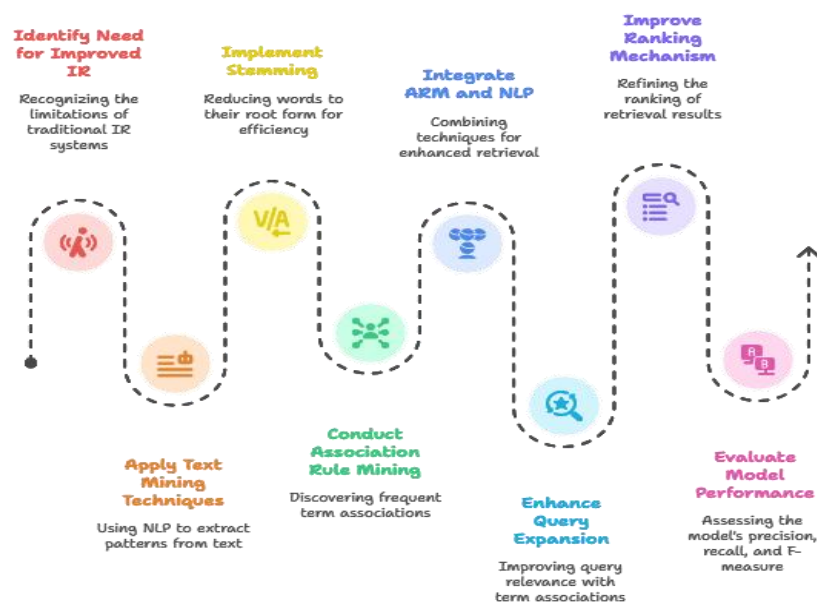 Identify Need
for Improved
IR
Recognizing the
limitations of
traditional IR
systems
Apply Text
Mining
Techniques
Using NLP to extract
patterns from text
Implement
Stemming
Reducing words to
their root form for
efficiency
V/A
Conduct
Association
Rule Mining
Discovering frequent
term associations
Integrate
ARM and NLP
Combining
techniques for
enhanced retrieval
Enhance
Query
Expansion
Improving query
relevance with
term associations
Improve
Ranking
Mechanism
Refining the
ranking of
retrieval results
A
B
Evaluate
Model
Performance
Assessing the
model's precision,
recall, and F-
measure